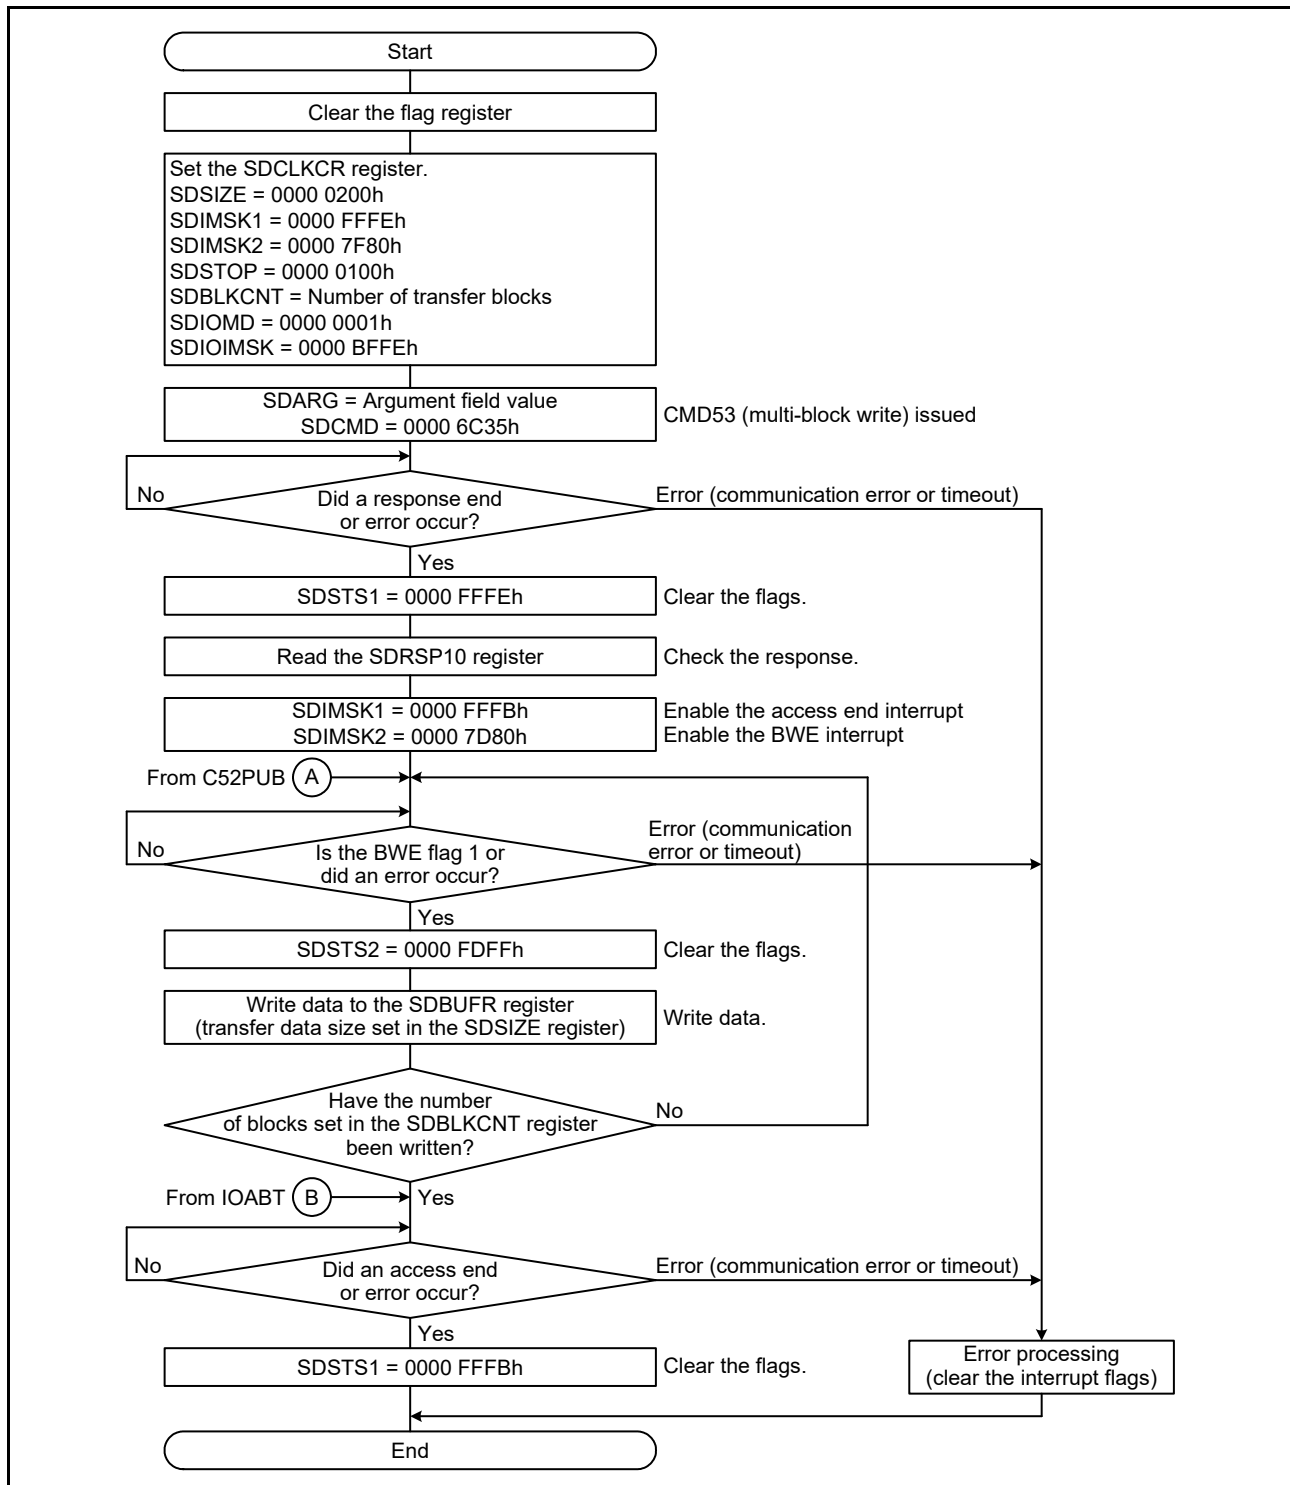 Start
Clear the flag register
Set the SDCLKCR register.
SDSIZE = 0000 0200h
SDIMSK1 = 0000 FFFEh
SDIMSK2 = 0000 7F80h
SDSTOP = 0000 0100h
SDBLKCNT = Number of transfer blocks
SDIOMD = 0000 0001h
SDIOIMSK = 0000 BFFEh
SDARG = Argument field value
SDCMD = 0000 6C35h
CMD53 (multi-block write) issued
No
Did a response end
or error occur?
Error (communication error or timeout)
Yes
SDSTS1 = 0000 FFFEh
Clear the flags.
Read the SDRSP10 register
Check the response.
SDIMSK1 = 0000 FFFBh
Enable the access end interrupt
SDIMSK2 = 0000 7D80h
Enable the BWE interrupt
From C52PUB A
No
Is the BWE flag 1 or
did an error occur?
Error (communication
error or timeout)
Yes
SDSTS2 = 0000 FDFFh
Clear the flags.
Write data to the SDBUFR register
(transfer data size set in the SDSIZE register)
Write data.
Have the number
of blocks set in the SDBLKCNT register
been written?
No
From IOABT B
Yes
No
Did an access end
or error occur?
Error (communication error or timeout)
Yes
SDSTS1 = 0000 FFFBh
Clear the flags.
Error processing
(clear the interrupt flags)
End